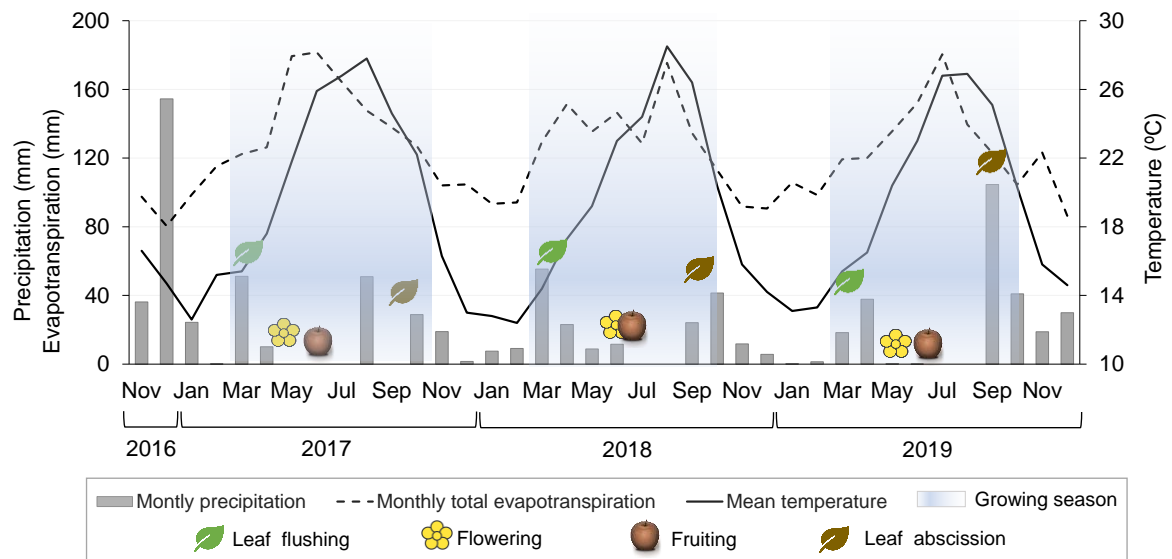 200
160
120
80
40
0
Precipitation (mm)
Evapotranspiration (mm)
30
26
22
18
14
10
Temperature (ºC)
Nov Jan Mar May Jul Sep Nov Jan Mar May Jul Sep Nov Jan Mar May Jul Sep Nov
2016 2017 2018 2019
Montly precipitation Monthly total evapotranspiration Mean temperature Growing season
Leaf flushing Flowering Fruiting Leaf abscission